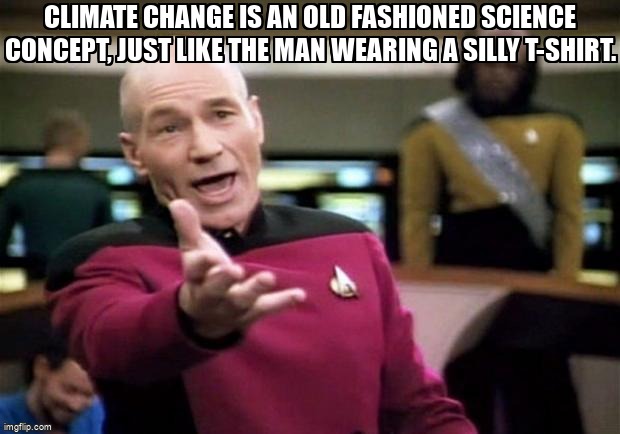 CLIMATE CHANGE IS AN OLD FASHIONED SCIENCE
CONCEPT, JUST LIKE THE MAN WEARING A SILLY T-SHIRT.
imgflip.com